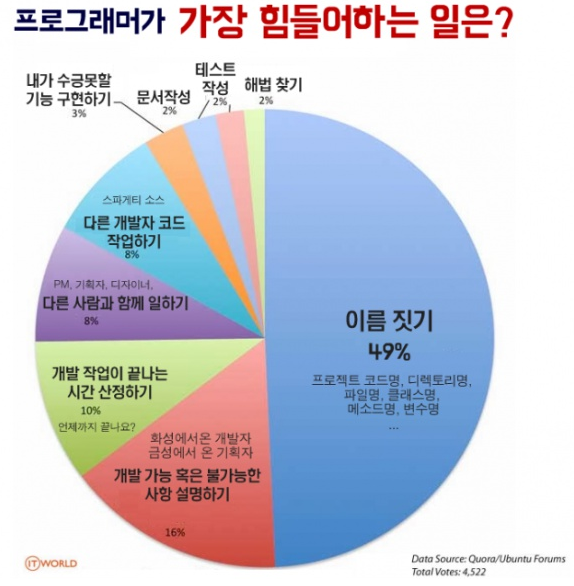 프로그래머가 가장 힘들어하는 일은?
내가 수긍못할
기능 구현하기
3%
문서작성
2%
테스트
작성
2%
해법 찾기
2%
스파게티 소스
다른 개발자 코드
작업하기
8%
PM, 기획자, 디자이너,
다른 사람과 함께 일하기
8%
이름 짓기
49%
프로젝트 코드명, 디렉토리명,
파일명, 클래스명,
메소드명, 변수명
...
개발 작업이 끝나는
시간 산정하기
10%
언제까지 끝나요?
화성에서온 개발자
금성에서 온 기획자
개발 가능 혹은 불가능한
사항 설명하기
16%
ITWORLD
Data Source: Quora/Ubuntu Forums
Total Votes: 4,522